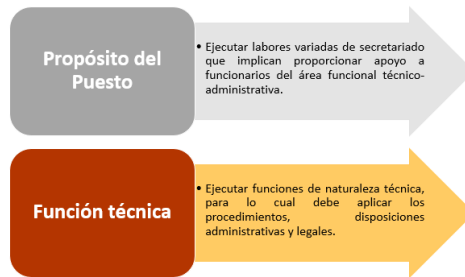 Propósito del
Puesto
• Ejecutar labores variadas de secretariado
que implican proporcionar apoyo a
funcionarios del área funcional técnico-
administrativa.
Función técnica
• Ejecutar funciones de naturaleza técnica,
para lo cual debe aplicar los
procedimientos, disposiciones
administrativas y legales.